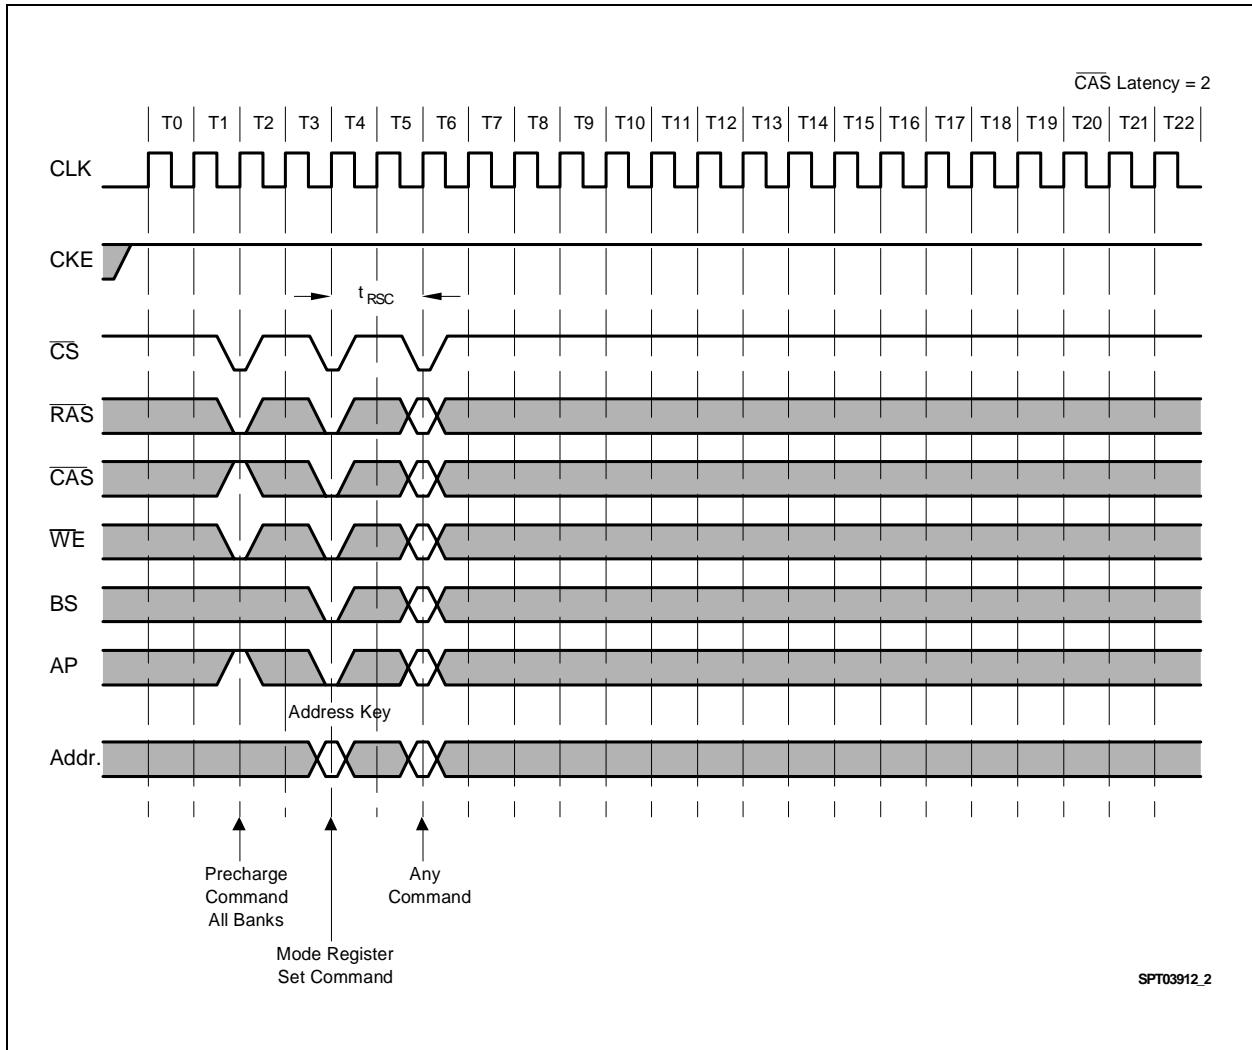 CAS Latency = 2
T0 T1 T2 T3 T4 T5 T6 T7 T8 T9 T10 T11 T12 T13 T14 T15 T16 T17 T18 T19 T20 T21 T22
CLK
CKE
t RSC
CS
RAS
CAS
WE
BS
AP
Address Key
Addr.
Precharge
Command
All Banks
Any
Command
Mode Register
Set Command
SPT03912_2